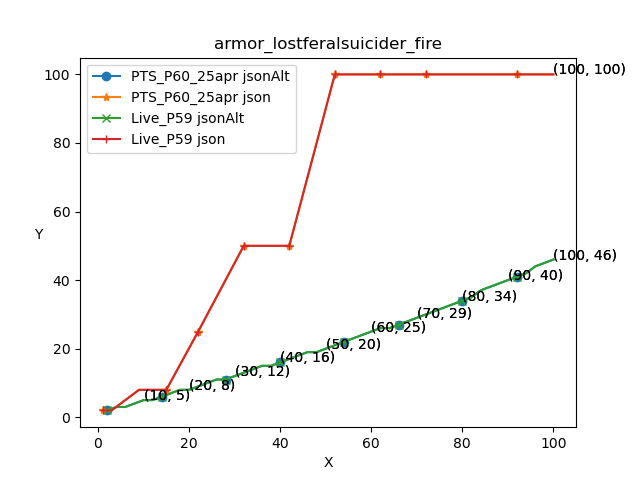 armor_lostferalsuicider_fire
PTS_P60_25apr jsonAlt
PTS_P60_25apr json
Live_P59 jsonAlt
Live_P59 json
(100, 100)
(100, 46)
(90, 40)
(80, 34)
(70, 29)
(60, 25)
(50, 20)
(40, 16)
(30, 12)
(20, 8)
(10, 5)
Y
100
80
60
40
20
0
0 20 40 60 80 100
X